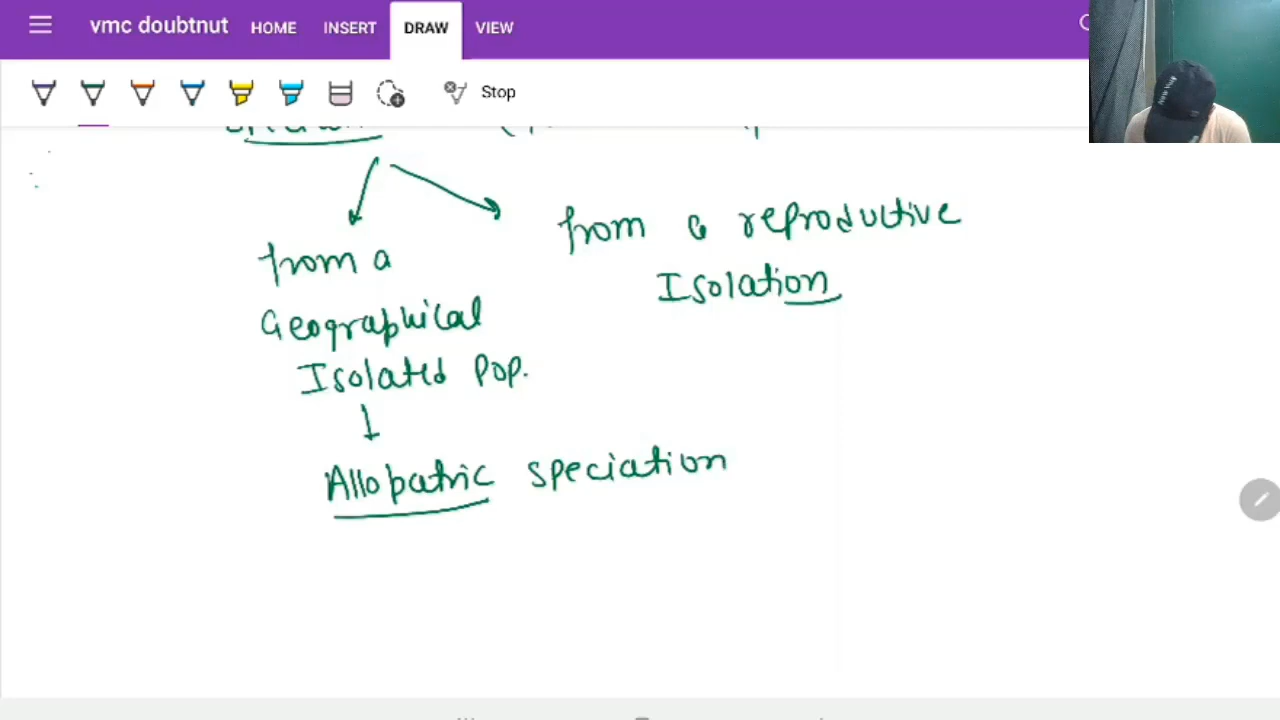 vmc doubtnut HOME INSERT DRAW VIEW
Stop
from a reproductive
Isolation
from a
Geographical
Isolated Pop.
Allopatric speciation